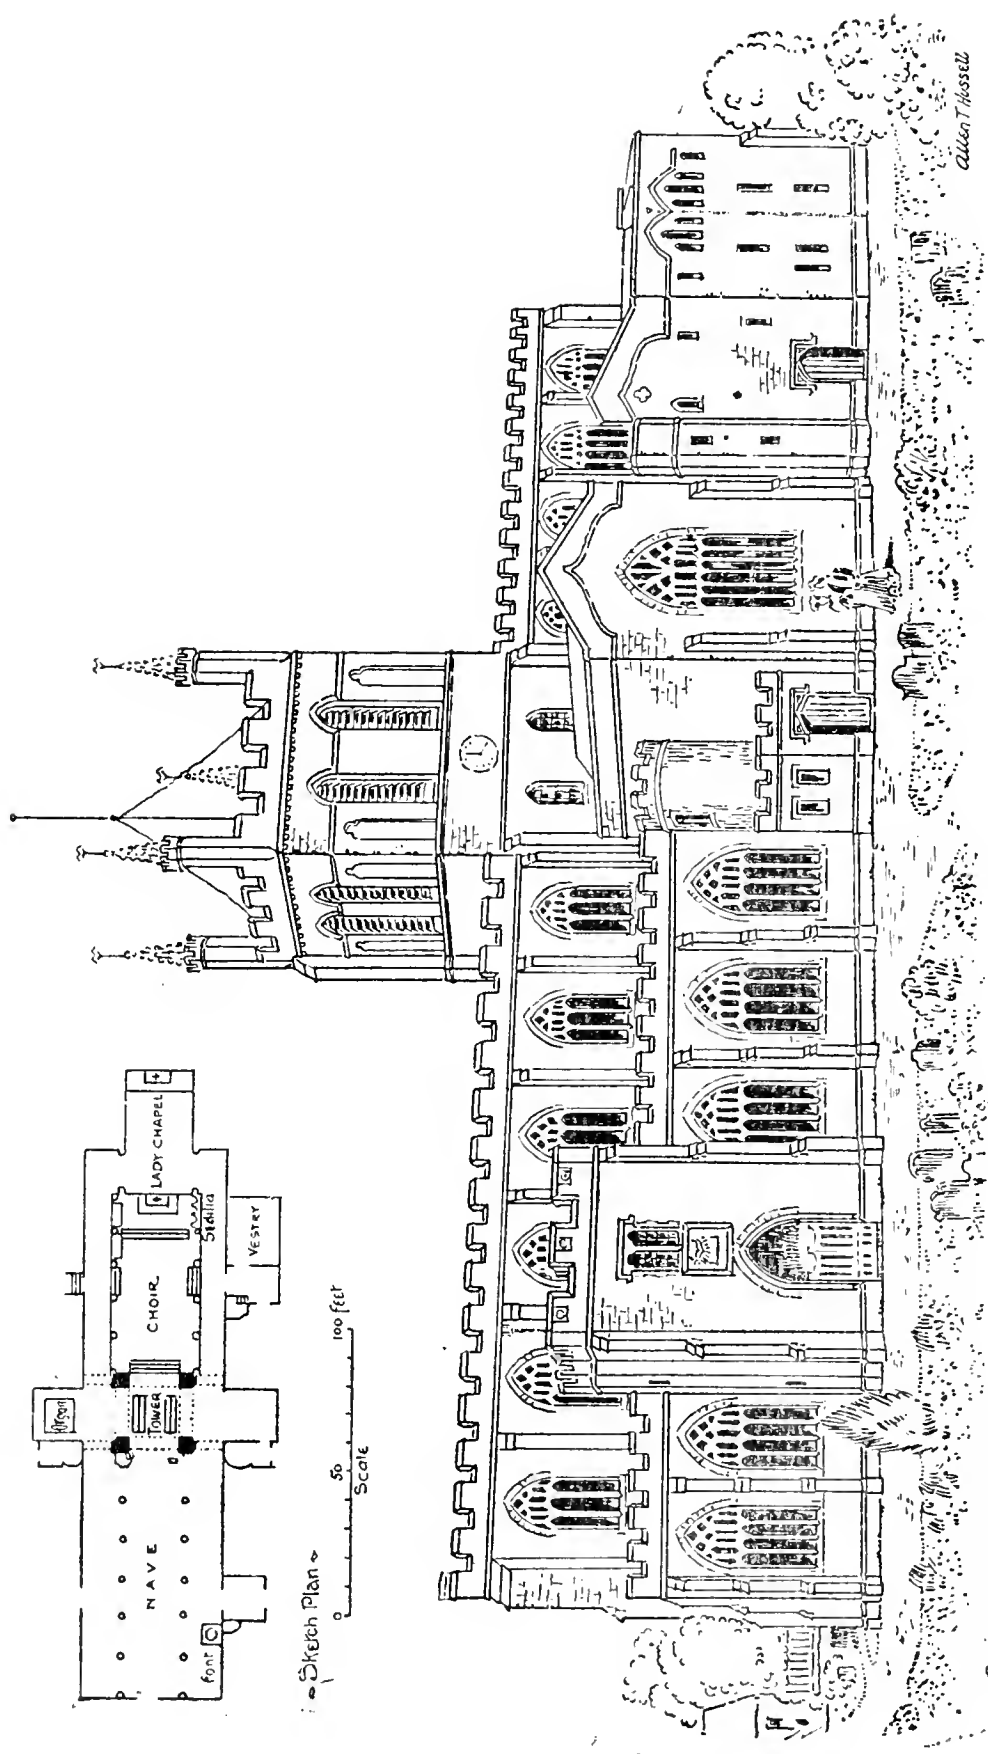 Organ
NAVE
TOWER
CHOIR
LADY CHAPEL
Sedilia
VESTRY
Font
Sketch Plan
0 50 100 feet
Scale
Allen T Hussell